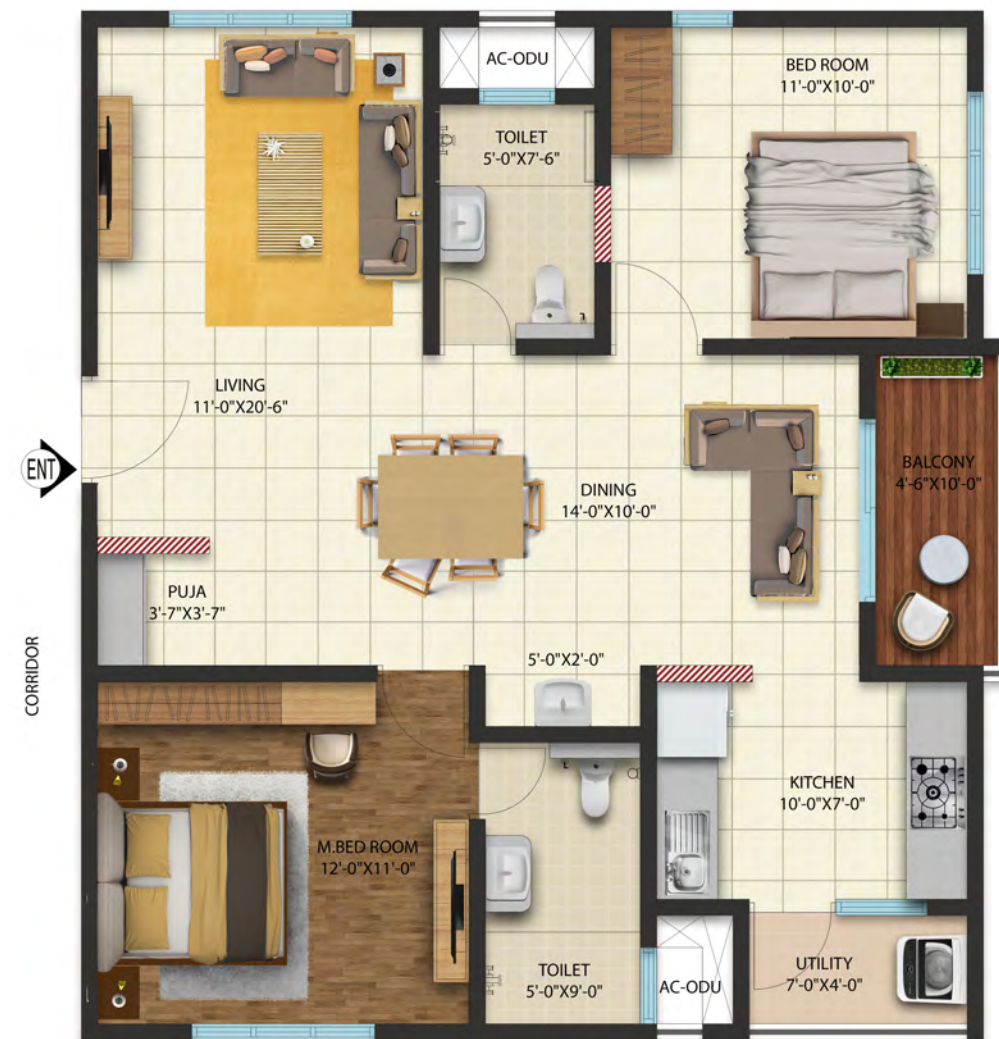 AC-ODU
BED ROOM
11'-0"X10'-0"
TOILET
5'-0"X7'-6"
LIVING
11'-0"X20'-6"
ENT
DINING
14'-0"X10'-0"
BALCONY
4'-6"X10'-0"
PUJA
3'-7"X3'-7"
CORRIDOR
5'-0"X2'-0"
KITCHEN
10'-0"X7'-0"
M.BED ROOM
12'-0"X11'-0"
TOILET
5'-0"X9'-0"
AC-ODU
UTILITY
7'-0"X4'-0"